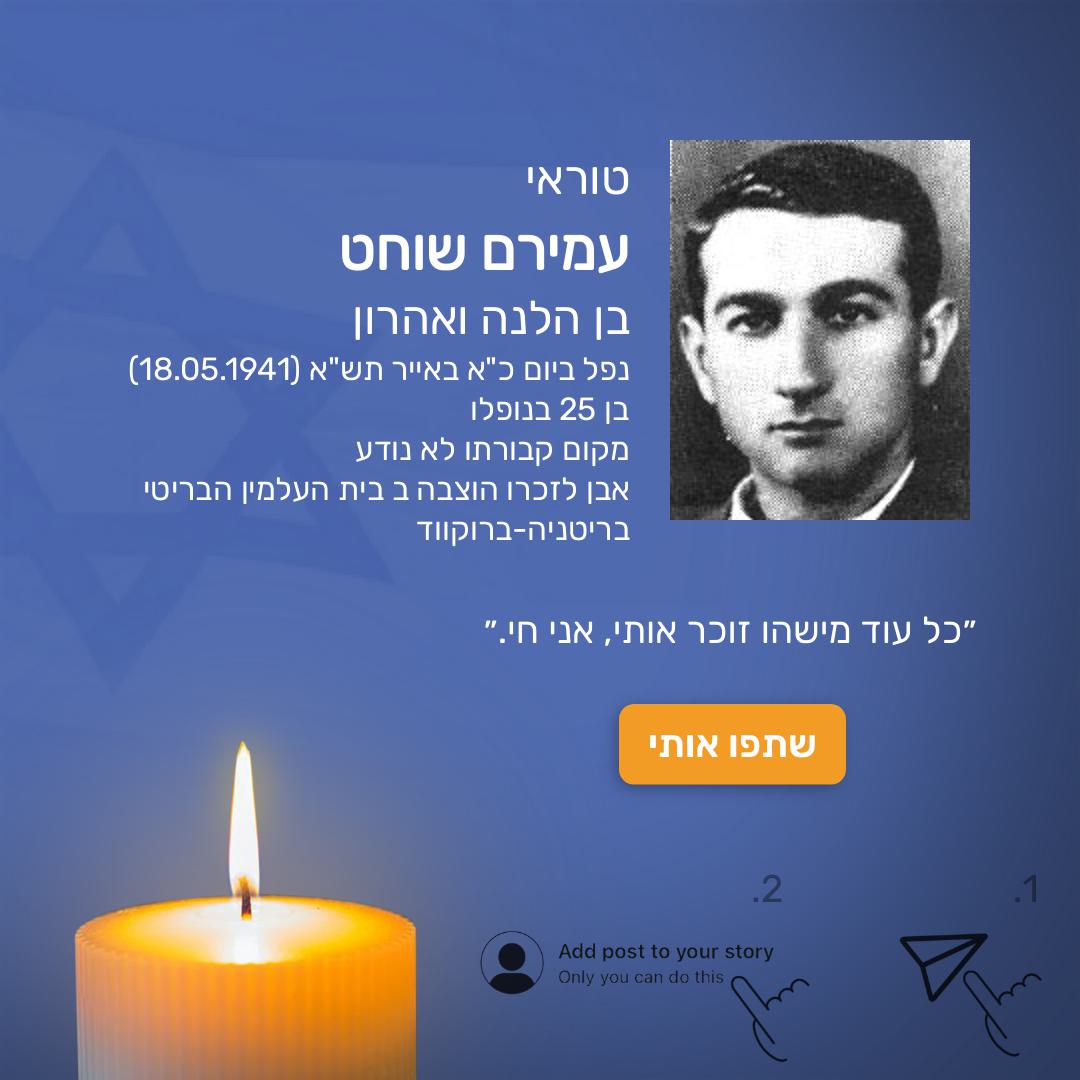 טוראי
עמירם שוחט
בן הלנה ואהרון
נפל ביום כ"א באייר תש"א (18.05.1941)
בן 25 בנופלו
מקום קבורתו לא נודע
אבן לזכרו הוצבה ב בית העלמין הבריטי
בריטניה-ברוקווד
״כל עוד מישהו זוכר אותי, אני חי.״
שתפו אותי
1.
2.
Add post to your story
Only you can do this